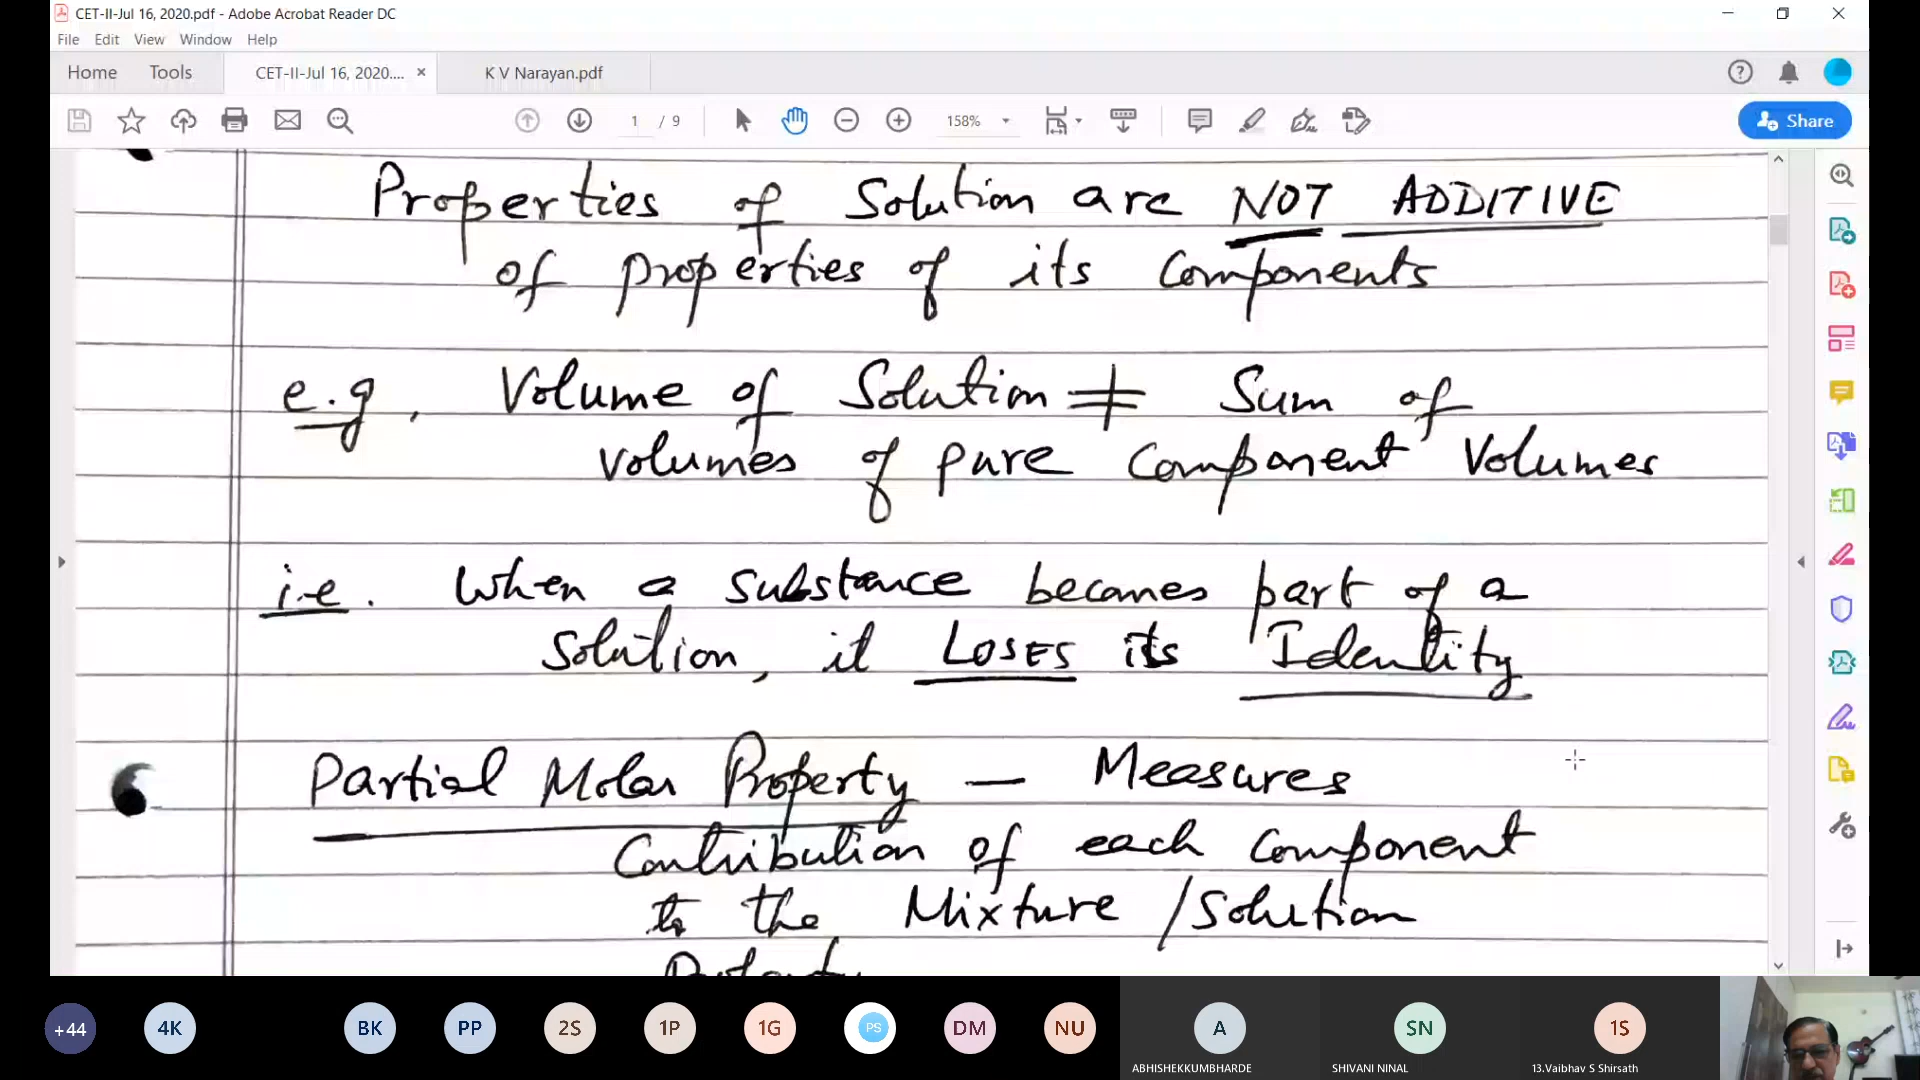 CET-II-Jul 16, 2020.pdf - Adobe Acrobat Reader DC
File Edit View Window Help
Home Tools CET-II-Jul 16, 2020.... × K V Narayan.pdf
1 / 9 158% Share
Properties of Solution are NOT ADDITIVE
of properties of its Components
e.g, Volume of Solution ≠ Sum of
volumes of pure Component Volumes
i.e. When a substance becomes part of a
Solution, it LOSES its Identity
Partial Molar Property — Measures
Contribution of each Component
to the Mixture / Solution
Property
+44 4K BK PP 2S 1P 1G PS DM NU A SN 1S
ABHISHEKKUMBHARDE SHIVANI NINAL 13.Vaibhav S Shirsath